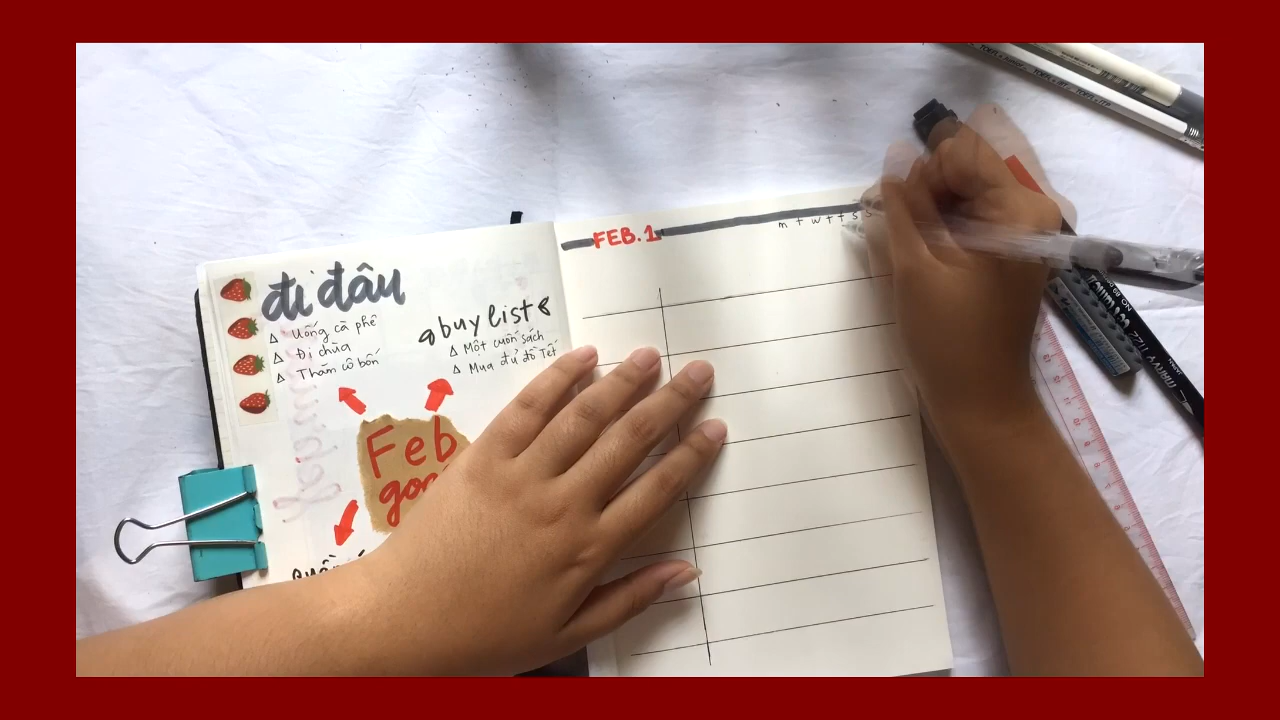 đi đâu
Δ Uống cà phê
Δ Đi chùa
Δ Thăm cô bốn
buy list
Δ Một cuốn sách
Δ Mua đủ đồ Tết
Feb
FEB. 1
m t w t f s s